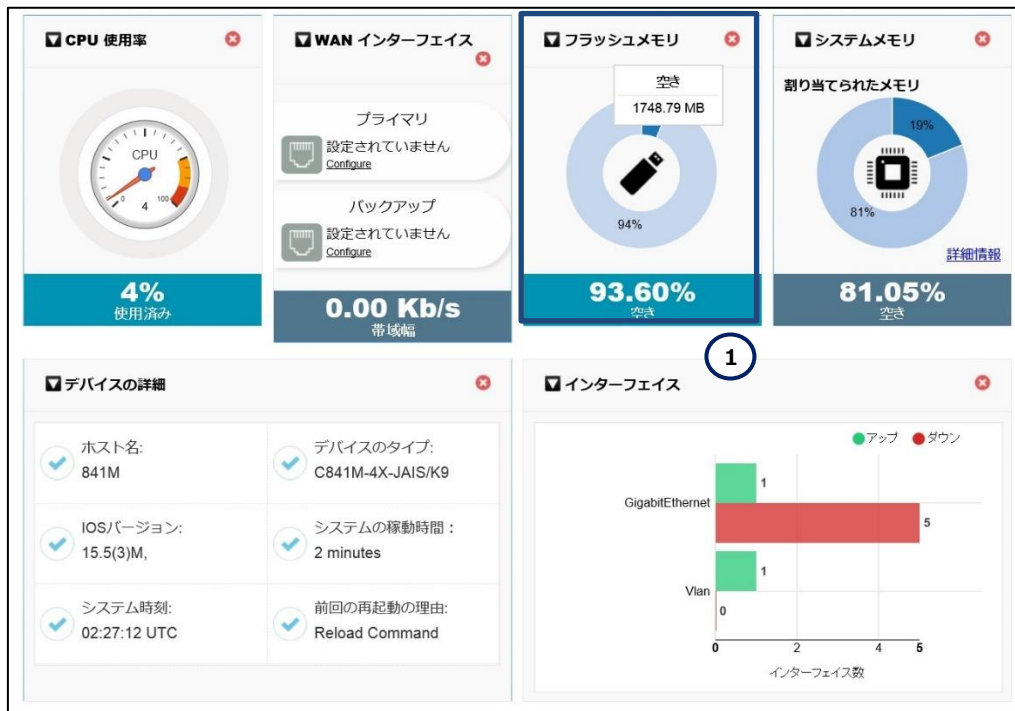 CPU 使用率
CPU
0
100
4
4%
使用済み
WAN インターフェイス
プライマリ
設定されていません
Configure
バックアップ
設定されていません
Configure
0.00 Kb/s
帯域幅
フラッシュメモリ
空き
1748.79 MB
94%
93.60%
空き
システムメモリ
割り当てられたメモリ
19%
81%
詳細情報
81.05%
空き
1
デバイスの詳細
ホスト名:
841M
デバイスのタイプ:
C841M-4X-JAIS/K9
IOSバージョン:
15.5(3)M,
システムの稼動時間：
2 minutes
システム時刻:
02:27:12 UTC
前回の再起動の理由:
Reload Command
インターフェイス
アップ ダウン
GigabitEthernet
1
5
Vlan
1
0
0 2 4 5
インターフェイス数